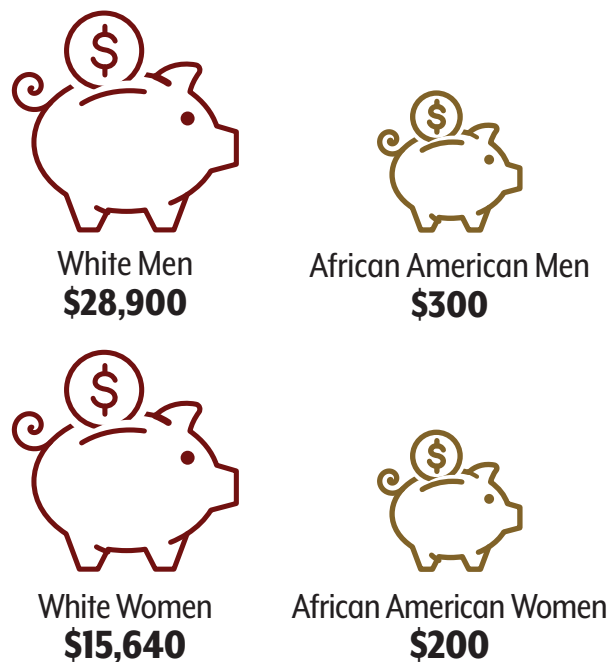 $
$
White Men
$28,900
African American Men
$300
$
$
White Women
$15,640
African American Women
$200